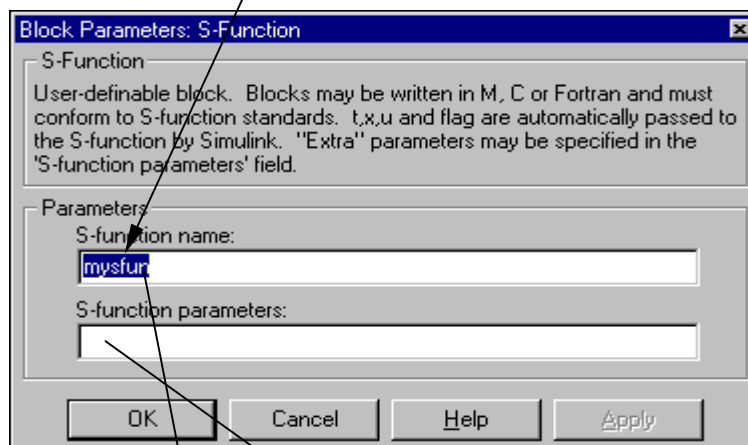 Block Parameters: S-Function
S-Function
User-definable block.  Blocks may be written in M, C or Fortran and must
conform to S-function standards.  t,x,u and flag are automatically passed to
the S-function by Simulink.  "Extra" parameters may be specified in the
'S-function parameters' field.
Parameters
S-function name:
mysfun
S-function parameters:
OK Cancel Help Apply